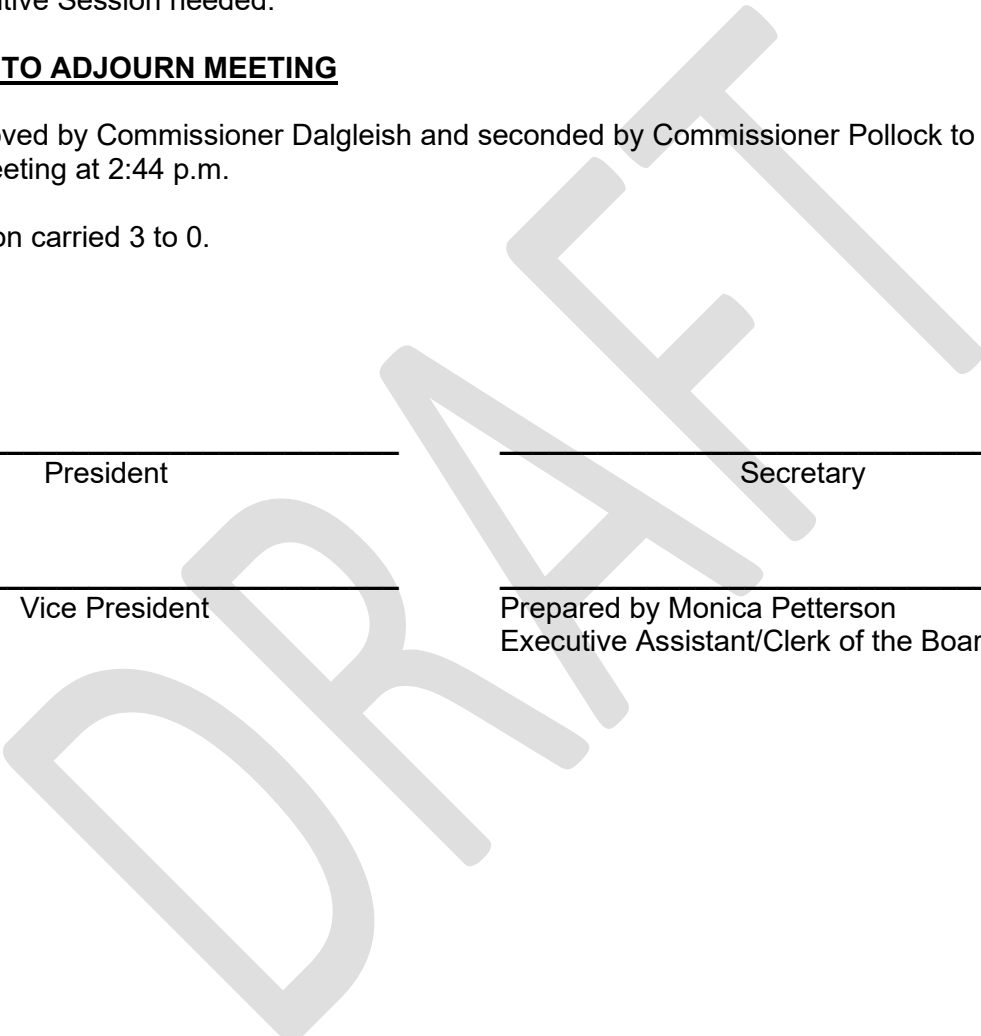 tive Session needed.
TO ADJOURN MEETING
oved by Commissioner Dalgleish and seconded by Commissioner Pollock to
eeting at 2:44 p.m.
on carried 3 to 0.
President
Secretary
Vice President
Prepared by Monica Petterson
Executive Assistant/Clerk of the Boar
DRAFT